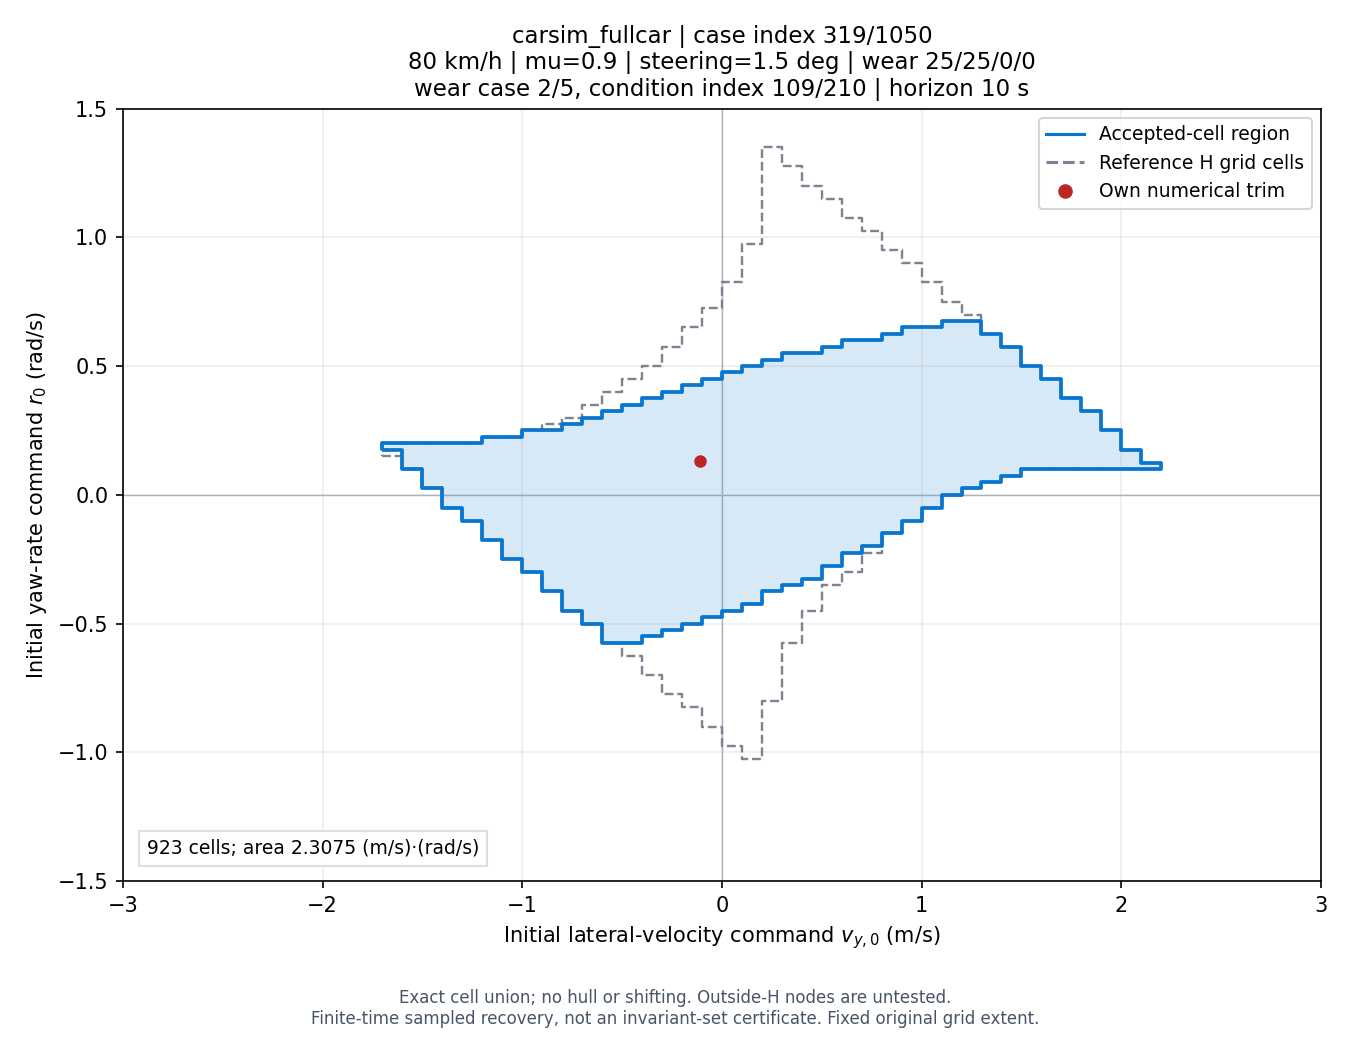 carsim_fullcar | case index 319/1050
80 km/h | mu=0.9 | steering=1.5 deg | wear 25/25/0/0
wear case 2/5, condition index 109/210 | horizon 10 s
Accepted-cell region
Reference H grid cells
Own numerical trim
1.5
1.0
0.5
0.0
−0.5
−1.0
−1.5
Initial yaw-rate command r₀ (rad/s)
923 cells; area 2.3075 (m/s)·(rad/s)
−3
−2
−1
0
1
2
3
Initial lateral-velocity command v_{y,0} (m/s)
Exact cell union; no hull or shifting. Outside-H nodes are untested.
Finite-time sampled recovery, not an invariant-set certificate. Fixed original grid extent.